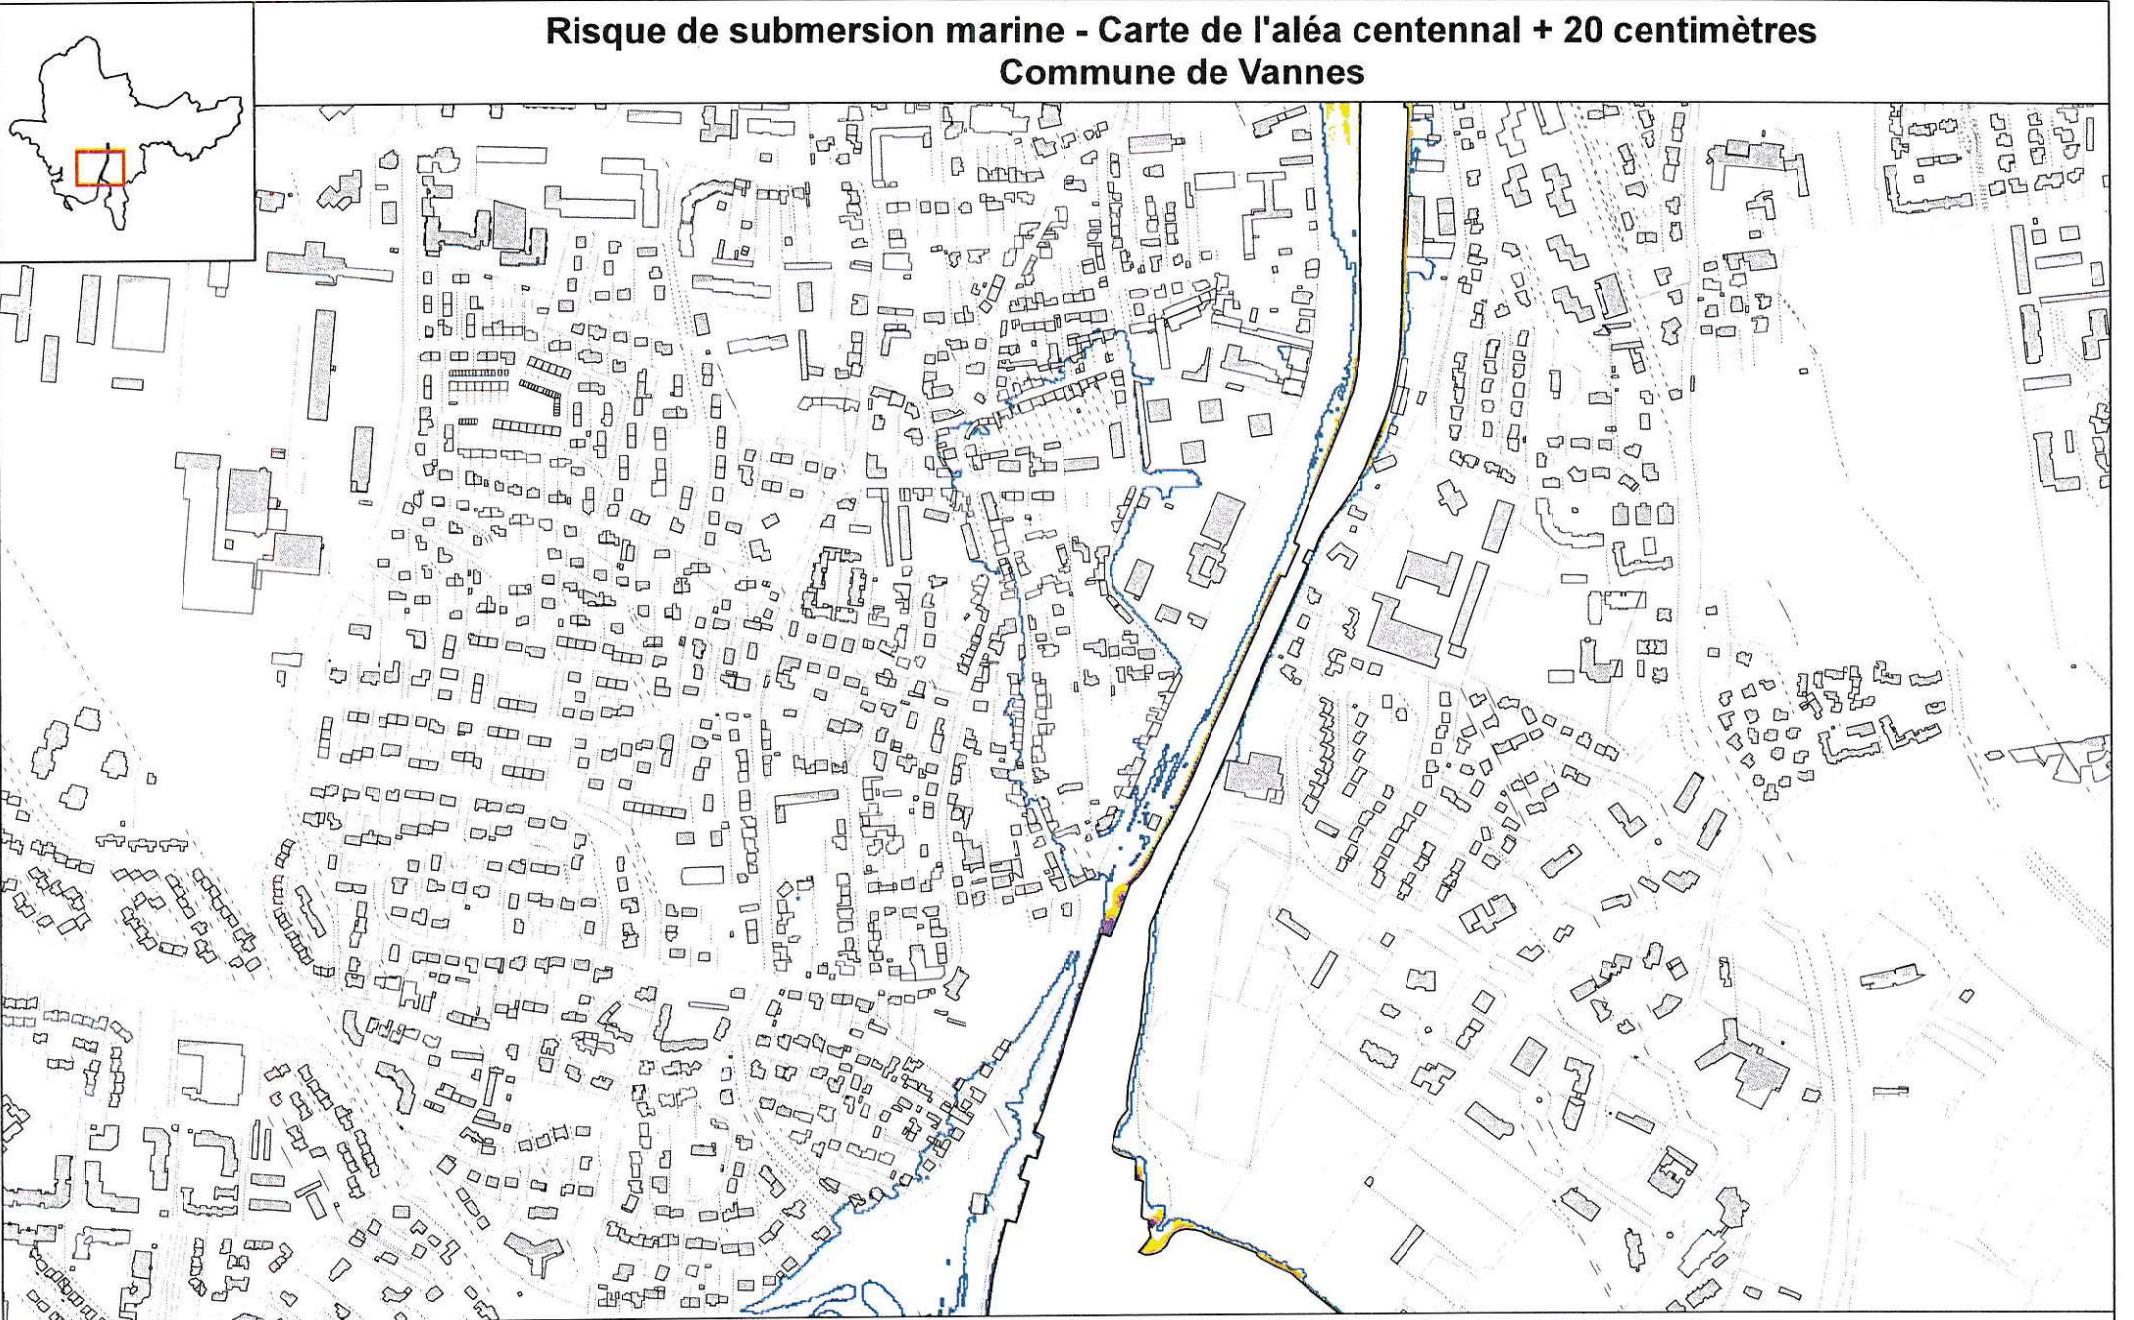 Risque de submersion marine - Carte de l'aléa centennal + 20 centimètres
Commune de Vannes